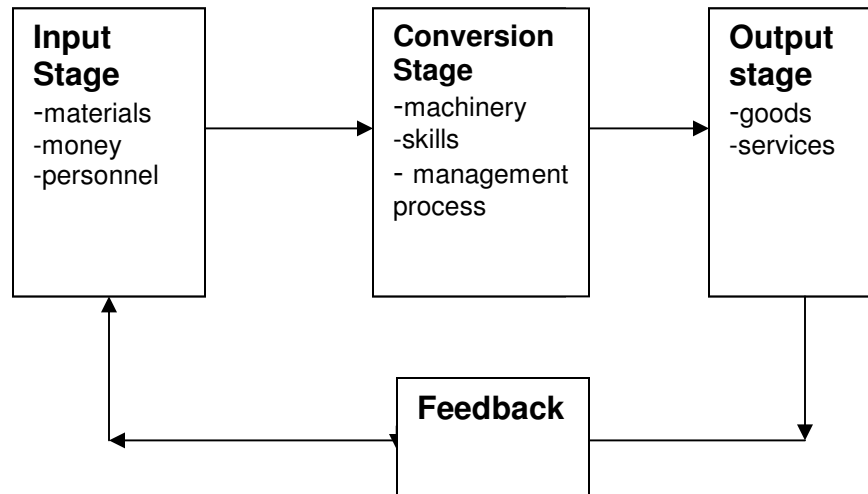 Input
Stage
-materials
-money
-personnel
Conversion
Stage
-machinery
-skills
- management
process
Output
stage
-goods
-services
Feedback